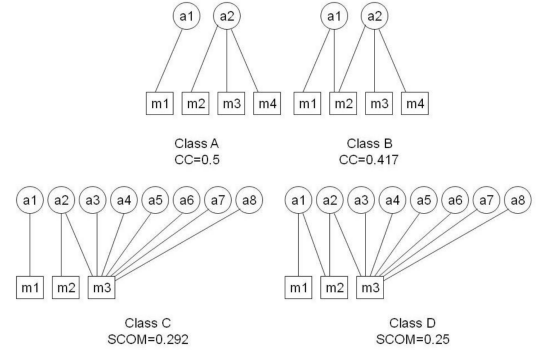 a1 a2 a1 a2
m1 m2 m3 m4 m1 m2 m3 m4
Class A Class B
CC=0.5 CC=0.417
a1 a2 a3 a4 a5 a6 a7 a8 a1 a2 a3 a4 a5 a6 a7 a8
m1 m2 m3 m1 m2 m3
Class C Class D
SCOM=0.292 SCOM=0.25